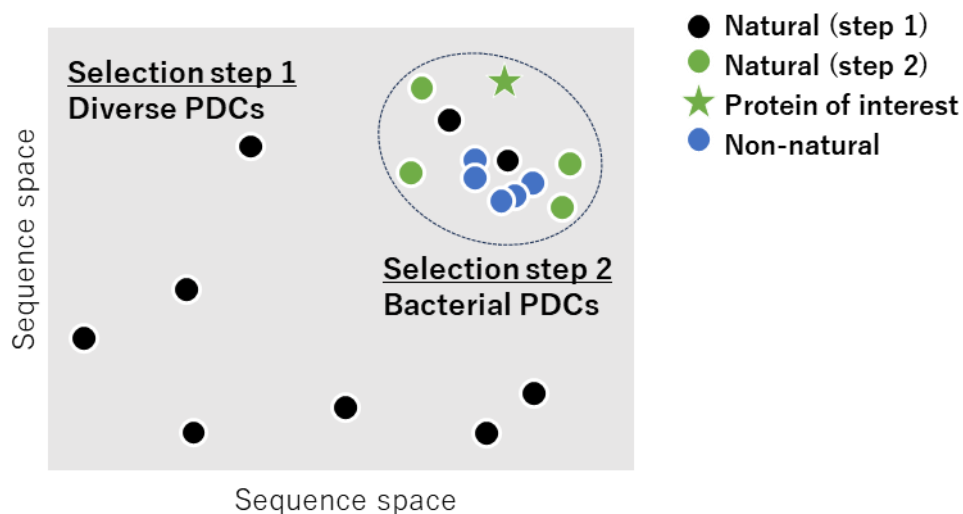 Selection step 1
Diverse PDCs
Selection step 2
Bacterial PDCs
Sequence space
Sequence space
Natural (step 1)
Natural (step 2)
Protein of interest
Non-natural